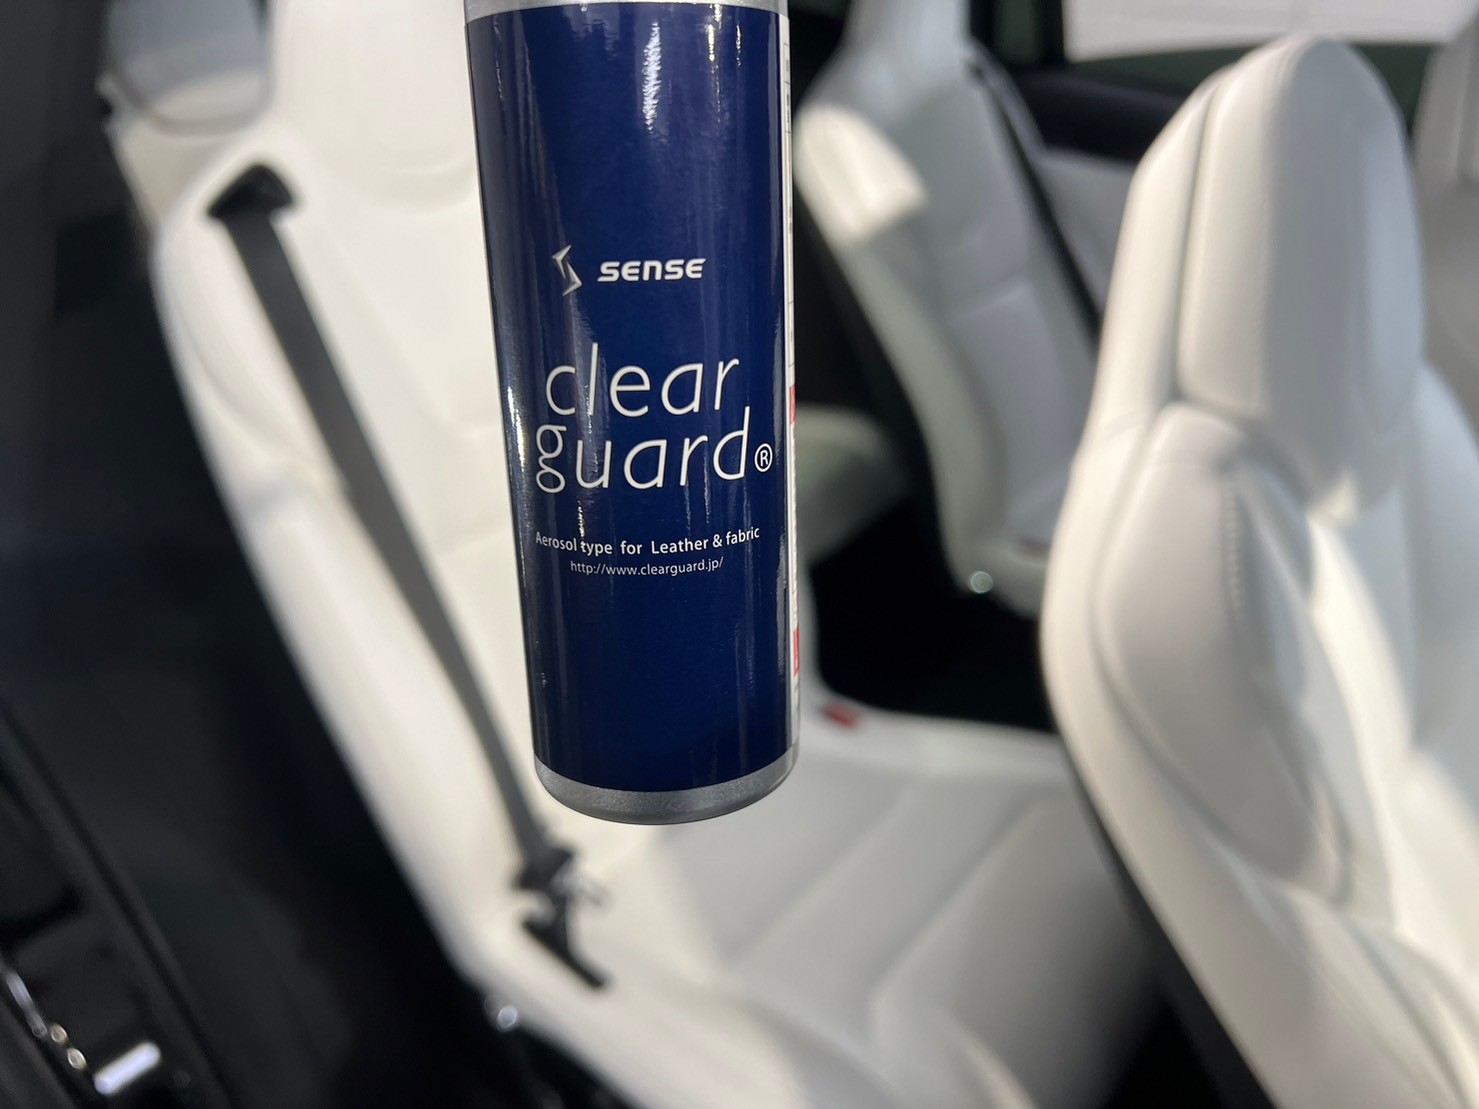 SENSE
clear
guard®
Aerosol type for Leather & fabric
http://www.clearguard.jp/